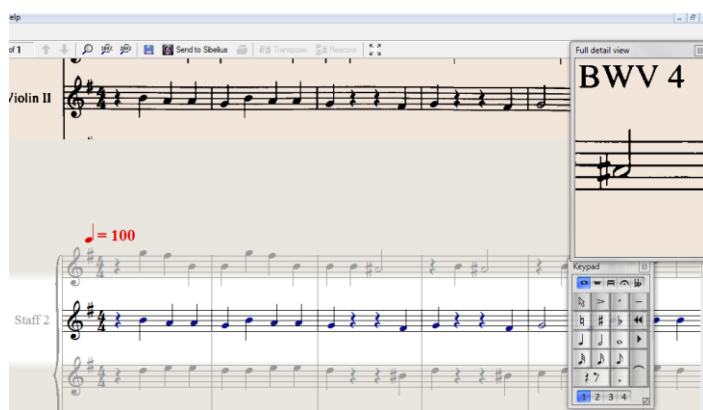 Help
of 1 Send to Sibelius Transpose Rescore
Full detail view
BWV 4
Violin II
= 100
Keypad
Staff 2
1 2 3 4